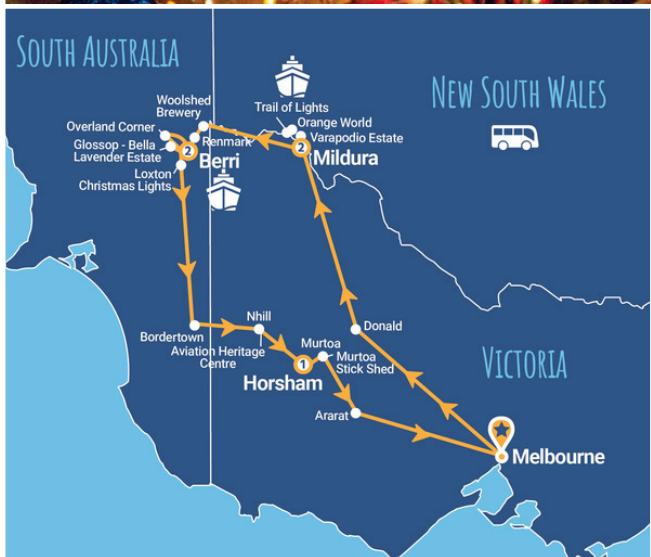 SOUTH AUSTRALIA
NEW SOUTH WALES
Trail of Lights
Orange World
Varapodio Estate
2
Mildura
Woolshed
Brewery
Overland Corner
Renmark
Glossop - Bella
Lavender Estate
2
Berri
Loxton
Christmas Lights
Donald
Nhill
Bordertown
Aviation Heritage
Centre
Murtoa
Murtoa
Stick Shed
1
Horsham
VICTORIA
Ararat
Melbourne